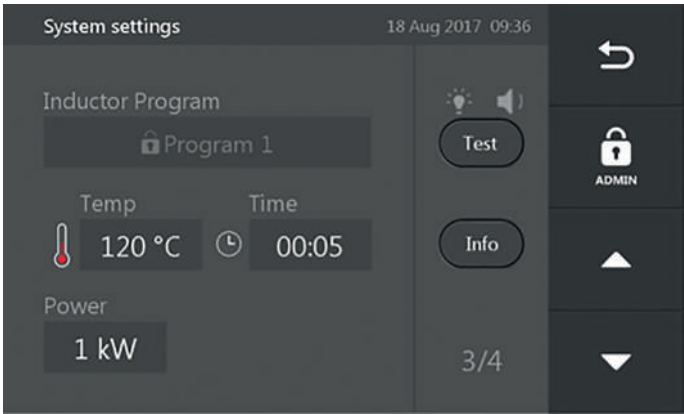 System settings
18 Aug 2017 09:36
Inductor Program
Program 1
Test
ADMIN
Temp
Time
120 °C
00:05
Info
Power
1 kW
3/4